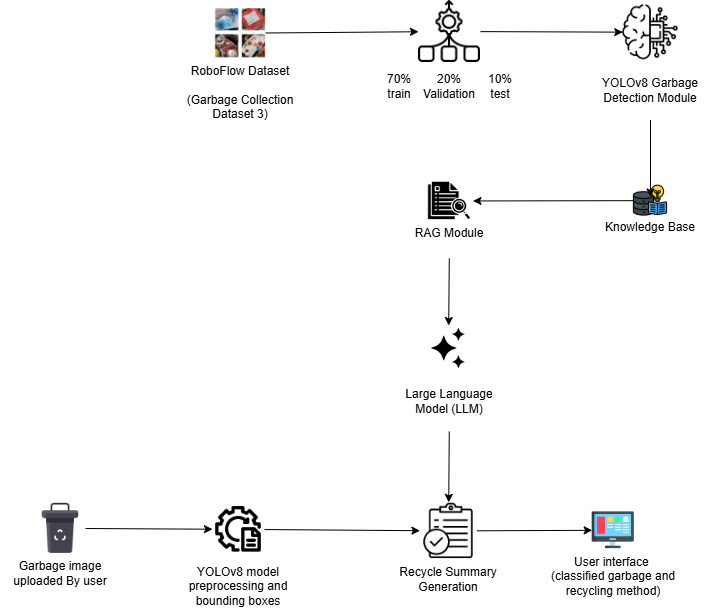 RoboFlow Dataset
(Garbage Collection
Dataset 3)
70%
train
20%
Validation
10%
test
YOLOv8 Garbage
Detection Module
RAG Module
Knowledge Base
Large Language
Model (LLM)
Garbage image
uploaded By user
YOLOv8 model
preprocessing and
bounding boxes
Recycle Summary
Generation
User interface
(classified garbage and
recycling method)